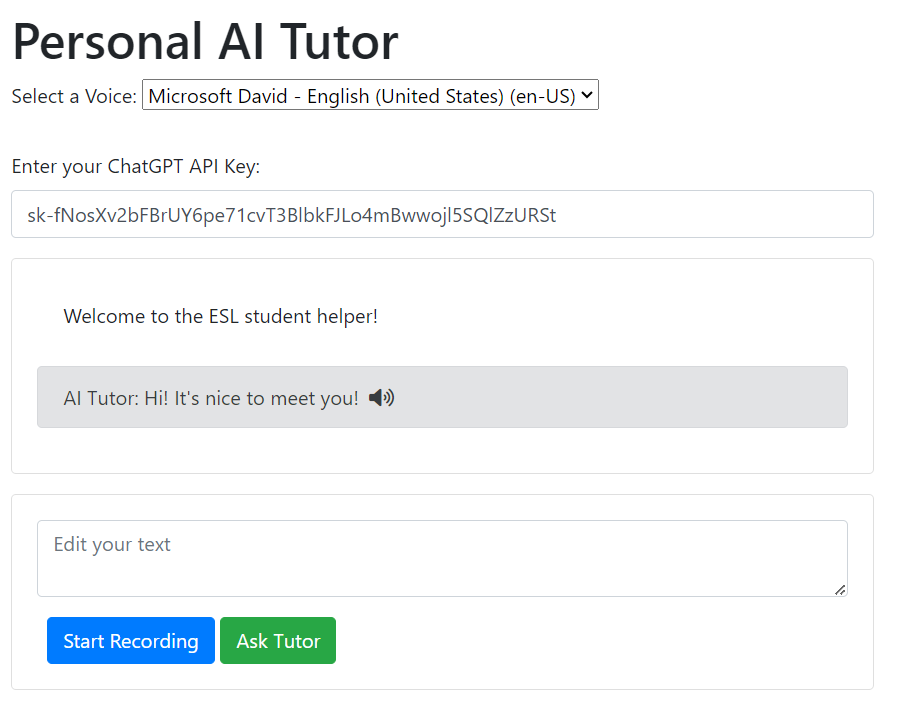 Personal AI Tutor
Select a Voice: Microsoft David - English (United States) (en-US)
Enter your ChatGPT API Key:
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
Welcome to the ESL student helper!
AI Tutor: Hi! It's nice to meet you!
Edit your text
Start Recording Ask Tutor